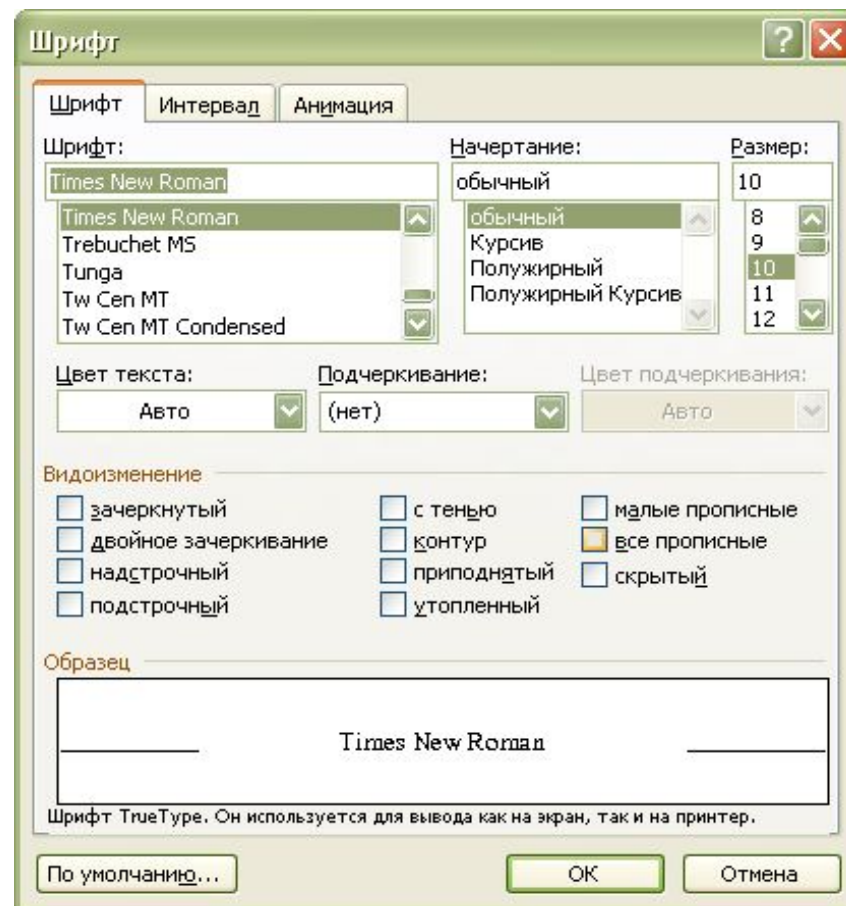 Шрифт
Шрифт Интервал Анимация
Шрифт: Начертание: Размер:
Times New Roman обычный 10
Times New Roman обычный 8
Trebuchet MS Курсив 9
Tunga Полужирный 10
Tw Cen MT Полужирный Курсив 11
Tw Cen MT Condensed 12
Цвет текста: Подчеркивание: Цвет подчеркивания:
Авто (нет) Авто
Видоизменение
зачеркнутый с тенью малые прописные
двойное зачеркивание контур все прописные
надстрочный приподнятый скрытый
подстрочный утопленный
Образец
Times New Roman
Шрифт TrueType. Он используется для вывода как на экран, так и на принтер.
По умолчанию... ОК Отмена